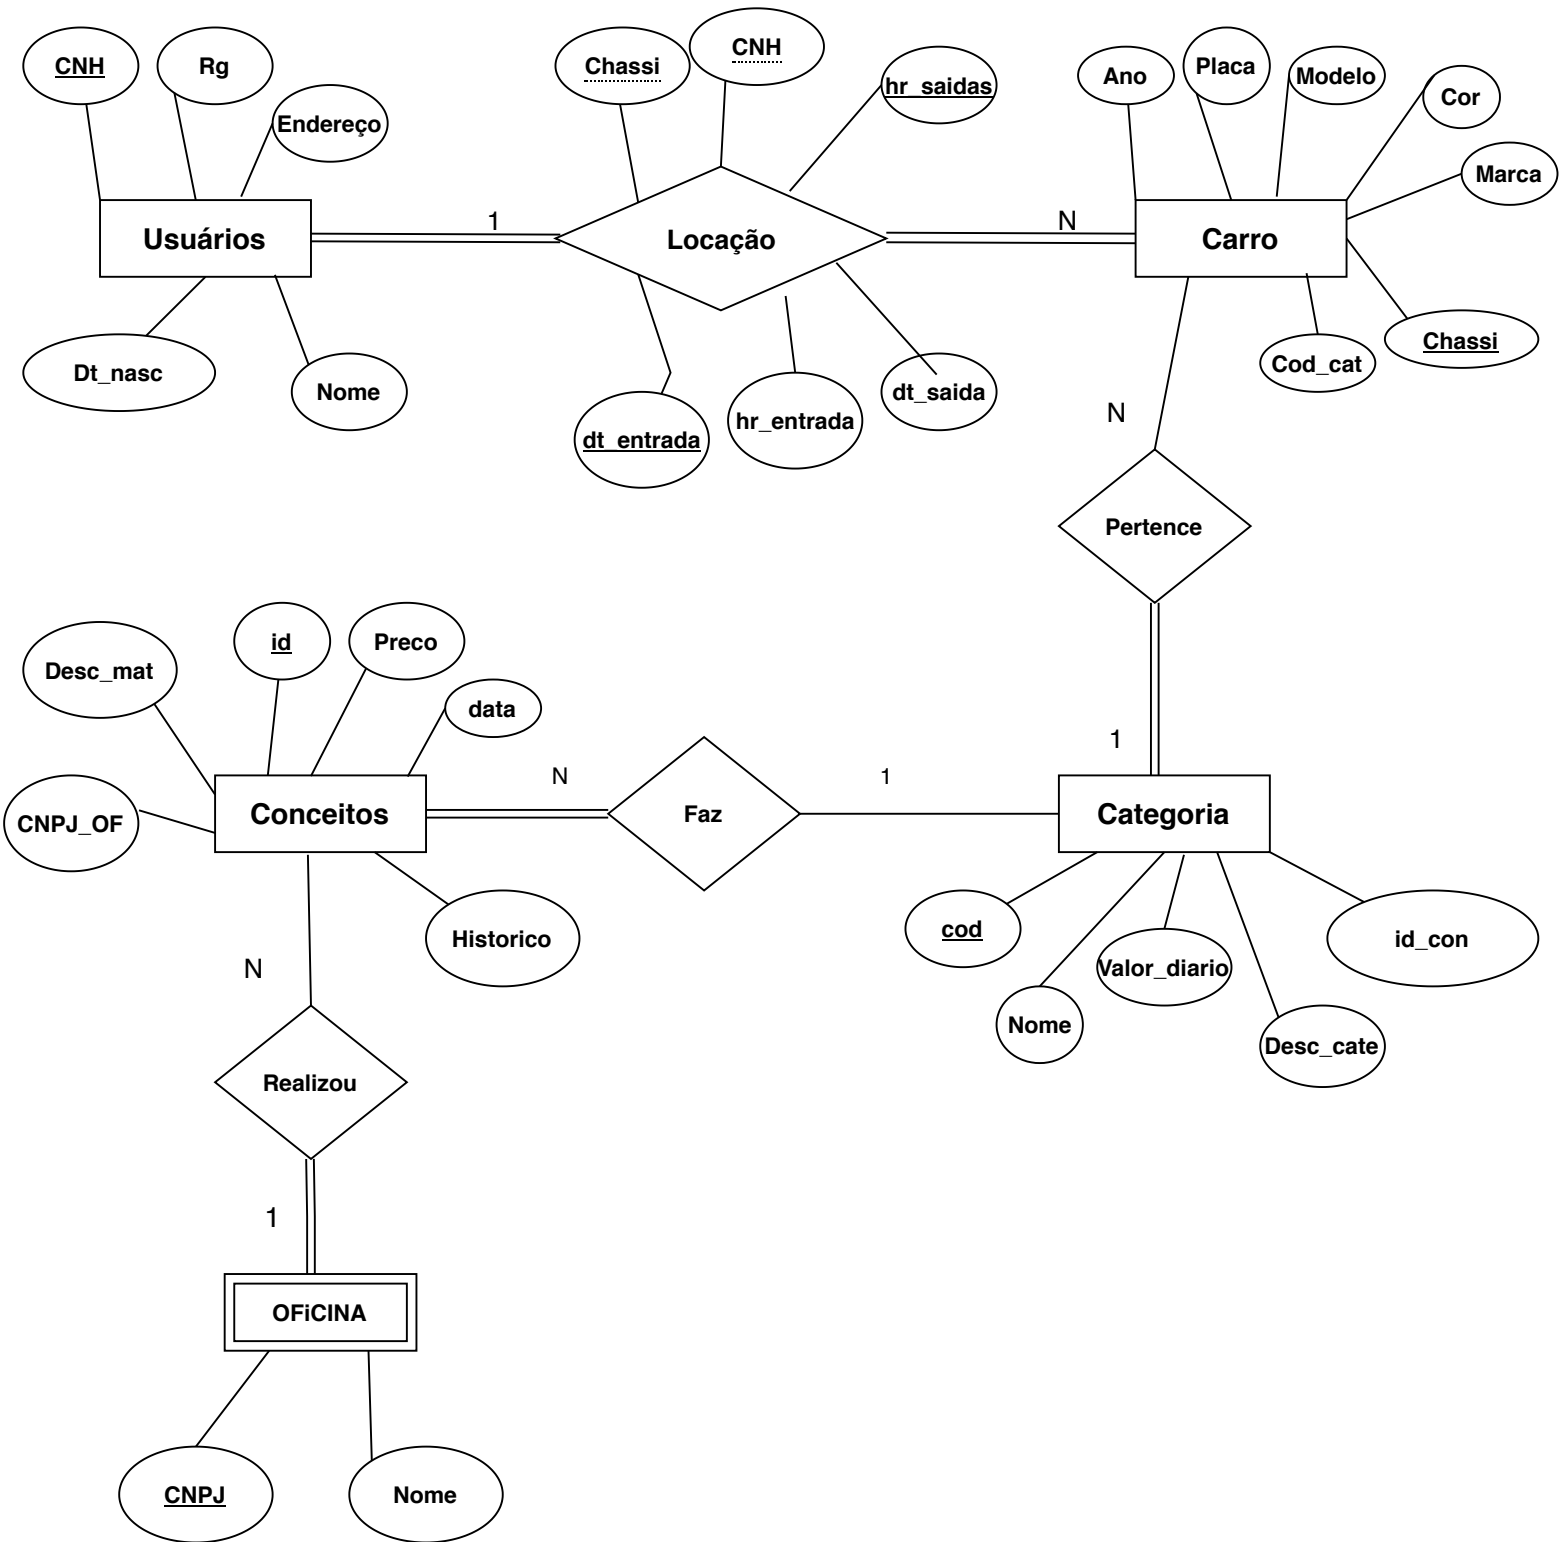 CNH
Rg
Endereço
Chassi
CNH
hr_saidas
Ano
Placa
Modelo
Cor
Marca
Usuários
1
Locação
N
Carro
Dt_nasc
Nome
dt_entrada
hr_entrada
dt_saida
Cod_cat
Chassi
N
Pertence
Desc_mat
id
Preco
data
1
CNPJ_OF
Conceitos
N
Faz
1
Categoria
Historico
cod
Nome
Valor_diario
Desc_cate
id_con
N
Realizou
1
OFiCINA
CNPJ
Nome